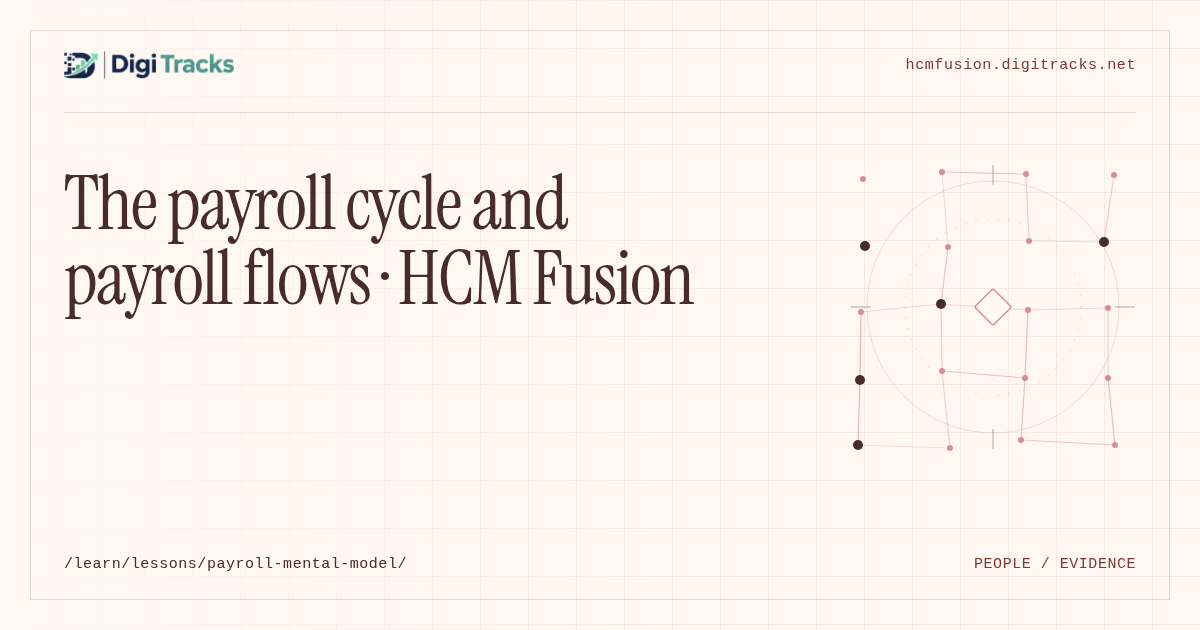 Digi Tracks
hcmfusion.digitracks.net
The payroll cycle and
payroll flows · HCM Fusion
/learn/lessons/payroll-mental-model/
PEOPLE / EVIDENCE